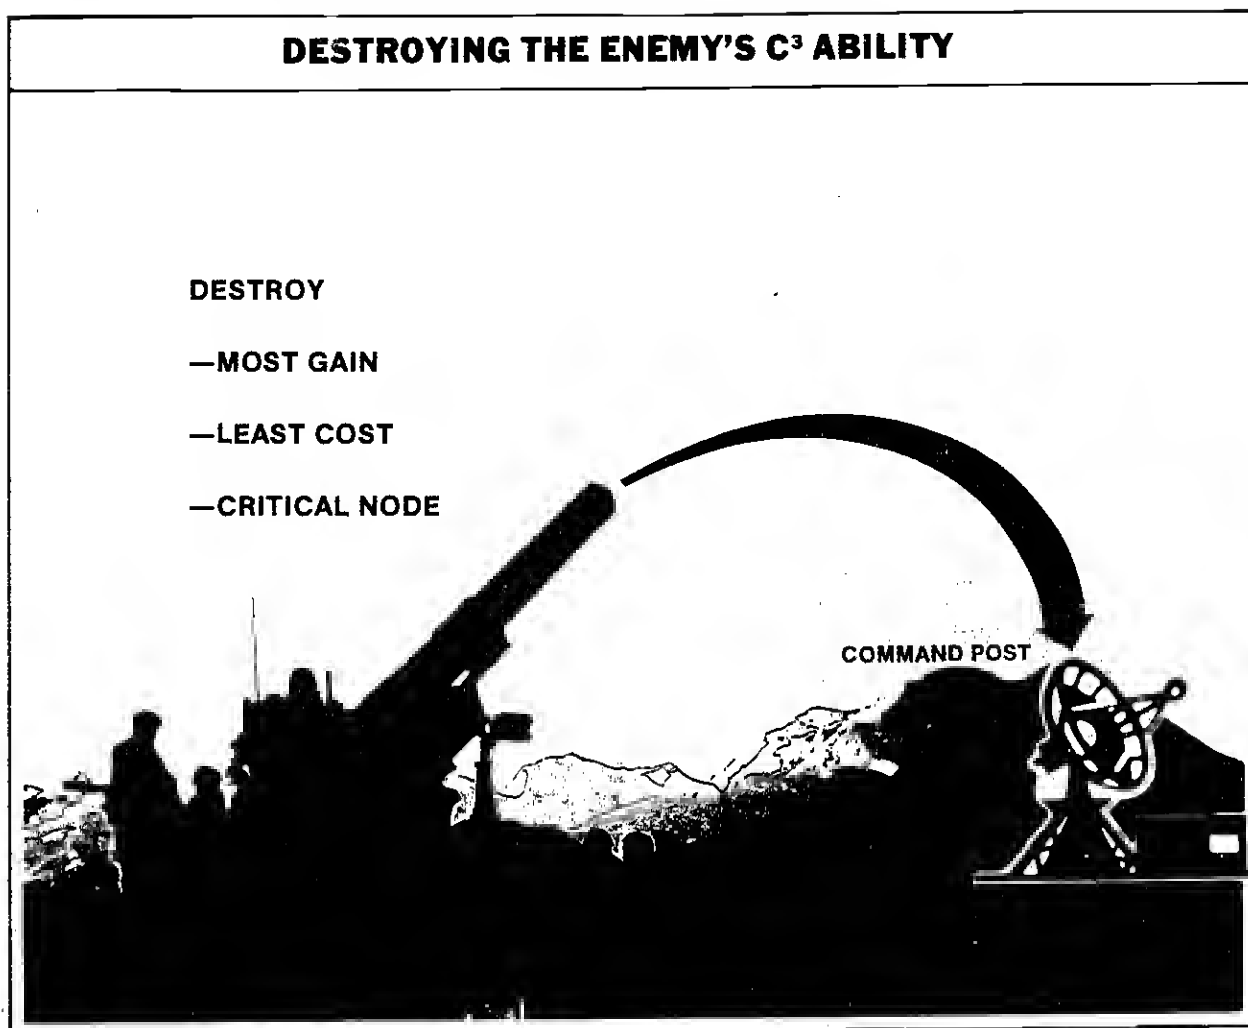 DESTROYING THE ENEMY'S C³ ABILITY
DESTROY
—MOST GAIN
—LEAST COST
—CRITICAL NODE
COMMAND POST